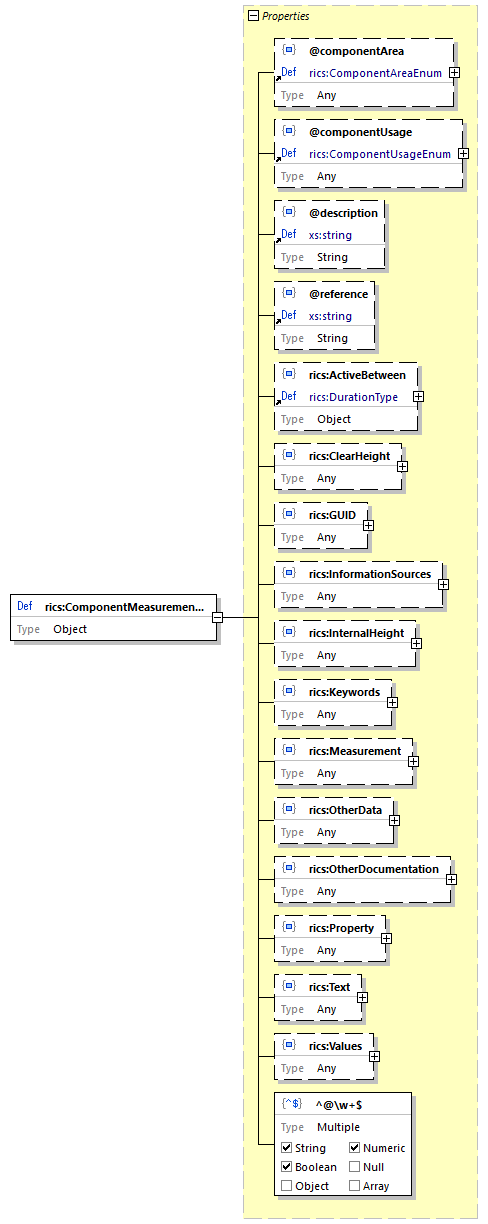 Properties
@componentArea
Def rics:ComponentAreaEnum
Type Any
@componentUsage
Def rics:ComponentUsageEnum
Type Any
@description
Def xs:string
Type String
@reference
Def xs:string
Type String
rics:ActiveBetween
Def rics:DurationType
Type Object
rics:ClearHeight
Type Any
rics:GUID
Type Any
rics:InformationSources
Type Any
Def rics:ComponentMeasuremen...
Type Object
rics:InternalHeight
Type Any
rics:Keywords
Type Any
rics:Measurement
Type Any
rics:OtherData
Type Any
rics:OtherDocumentation
Type Any
rics:Property
Type Any
rics:Text
Type Any
rics:Values
Type Any
{^$} ^@\w+$
Type Multiple
String Numeric
Boolean Null
Object Array